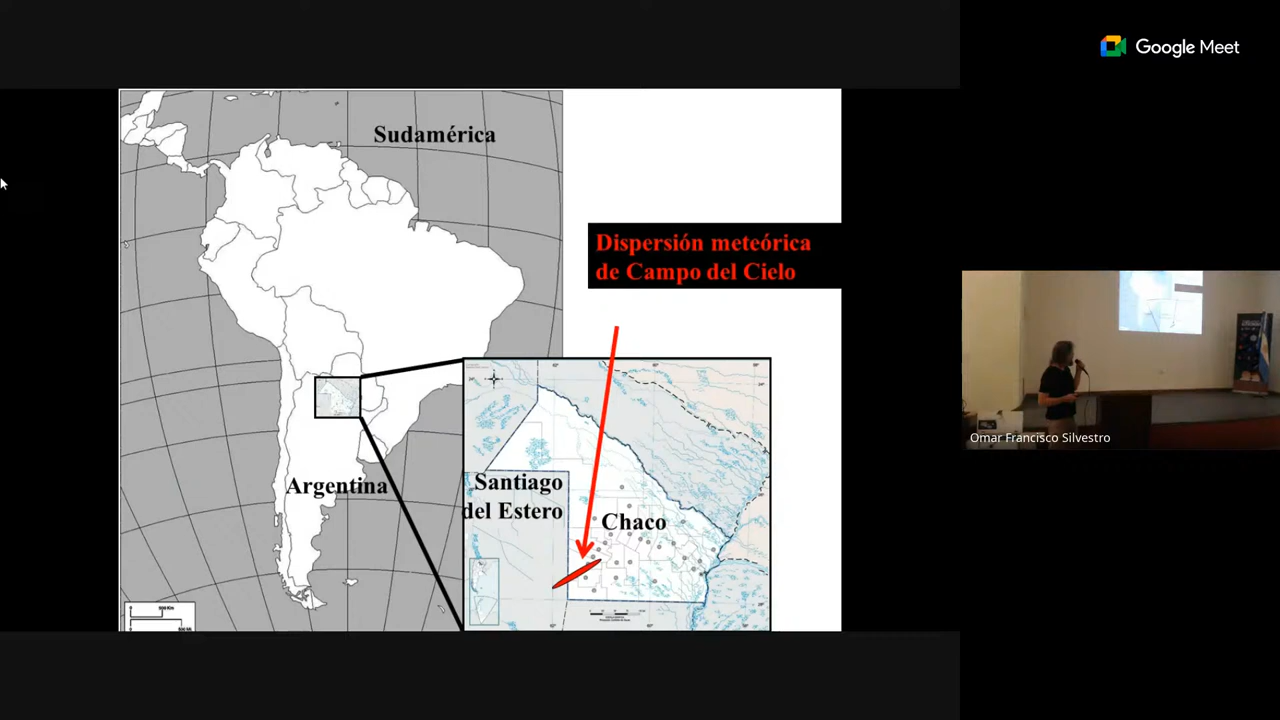 Google Meet
Sudamérica
Dispersión meteórica
de Campo del Cielo
Argentina
Santiago
del Estero
Chaco
Omar Francisco Silvestro